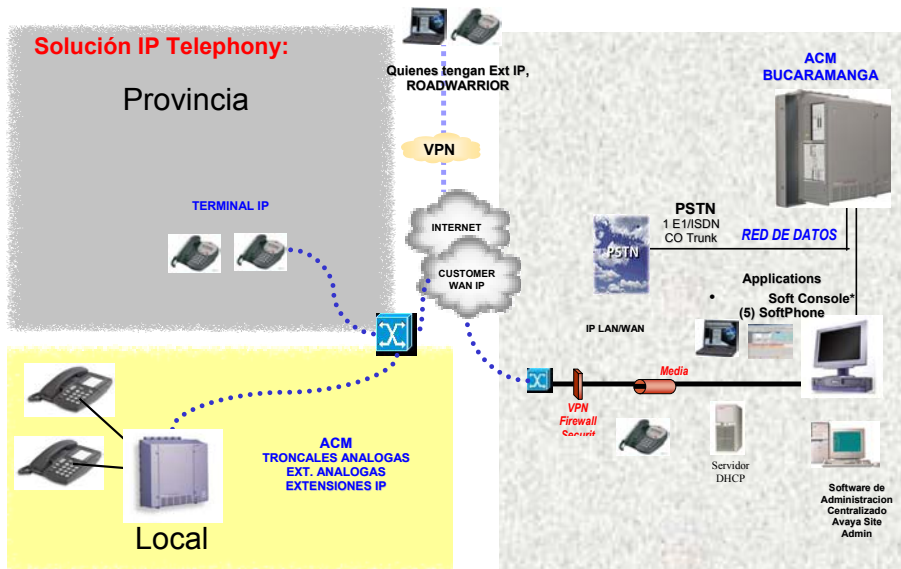 Solución IP Telephony:
Provincia
TERMINAL IP
Quienes tengan Ext IP,
ROADWARRIOR
VPN
INTERNET
CUSTOMER
WAN IP
ACM
BUCARAMANGA
PSTN
1 E1/ISDN
CO Trunk
PSTN
RED DE DATOS
Applications
• Soft Console*
(5) SoftPhone
IP LAN/WAN
Media
VPN
Firewall
Securit
Servidor
DHCP
Software de
Administracion
Centralizado
Avaya Site
Admin
ACM
TRONCALES ANALOGAS
EXT. ANALOGAS
EXTENSIONES IP
Local